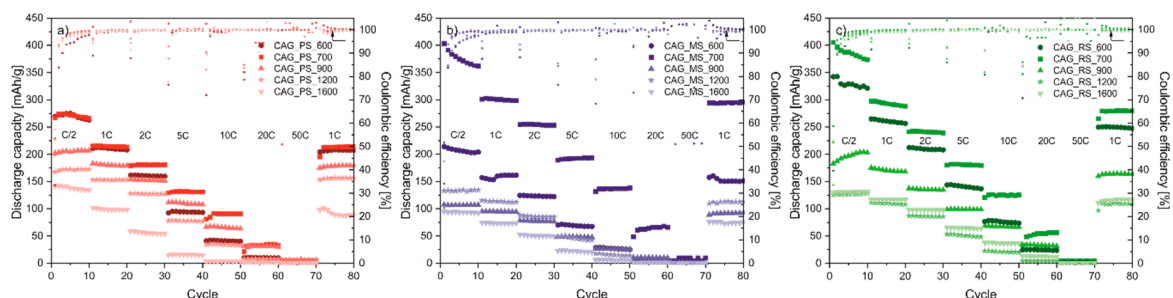 a)
Discharge capacity [mAh/g]
450
400
350
300
250
200
150
100
50
0
CAG_PS_600
CAG_PS_700
CAG_PS_900
CAG_PS_1200
CAG_PS_1600
C/2 1C 2C 5C 10C 20C 50C 1C
100
90
80
70
60
50
40
30
20
10
0
Coulombic efficiency [%]
0 10 20 30 40 50 60 70 80
Cycle
b)
Discharge capacity [mAh/g]
450
400
350
300
250
200
150
100
50
0
CAG_MS_600
CAG_MS_700
CAG_MS_900
CAG_MS_1200
CAG_MS_1600
C/2 1C 2C 5C 10C 20C 50C 1C
100
90
80
70
60
50
40
30
20
10
0
Coulombic efficiency [%]
0 10 20 30 40 50 60 70 80
Cycle
c)
Discharge capacity [mAh/g]
450
400
350
300
250
200
150
100
50
0
CAG_RS_600
CAG_RS_700
CAG_RS_900
CAG_RS_1200
CAG_RS_1600
C/2 1C 2C 5C 10C 20C 50C 1C
100
90
80
70
60
50
40
30
20
10
0
Coulombic efficiency [%]
0 10 20 30 40 50 60 70 80
Cycle